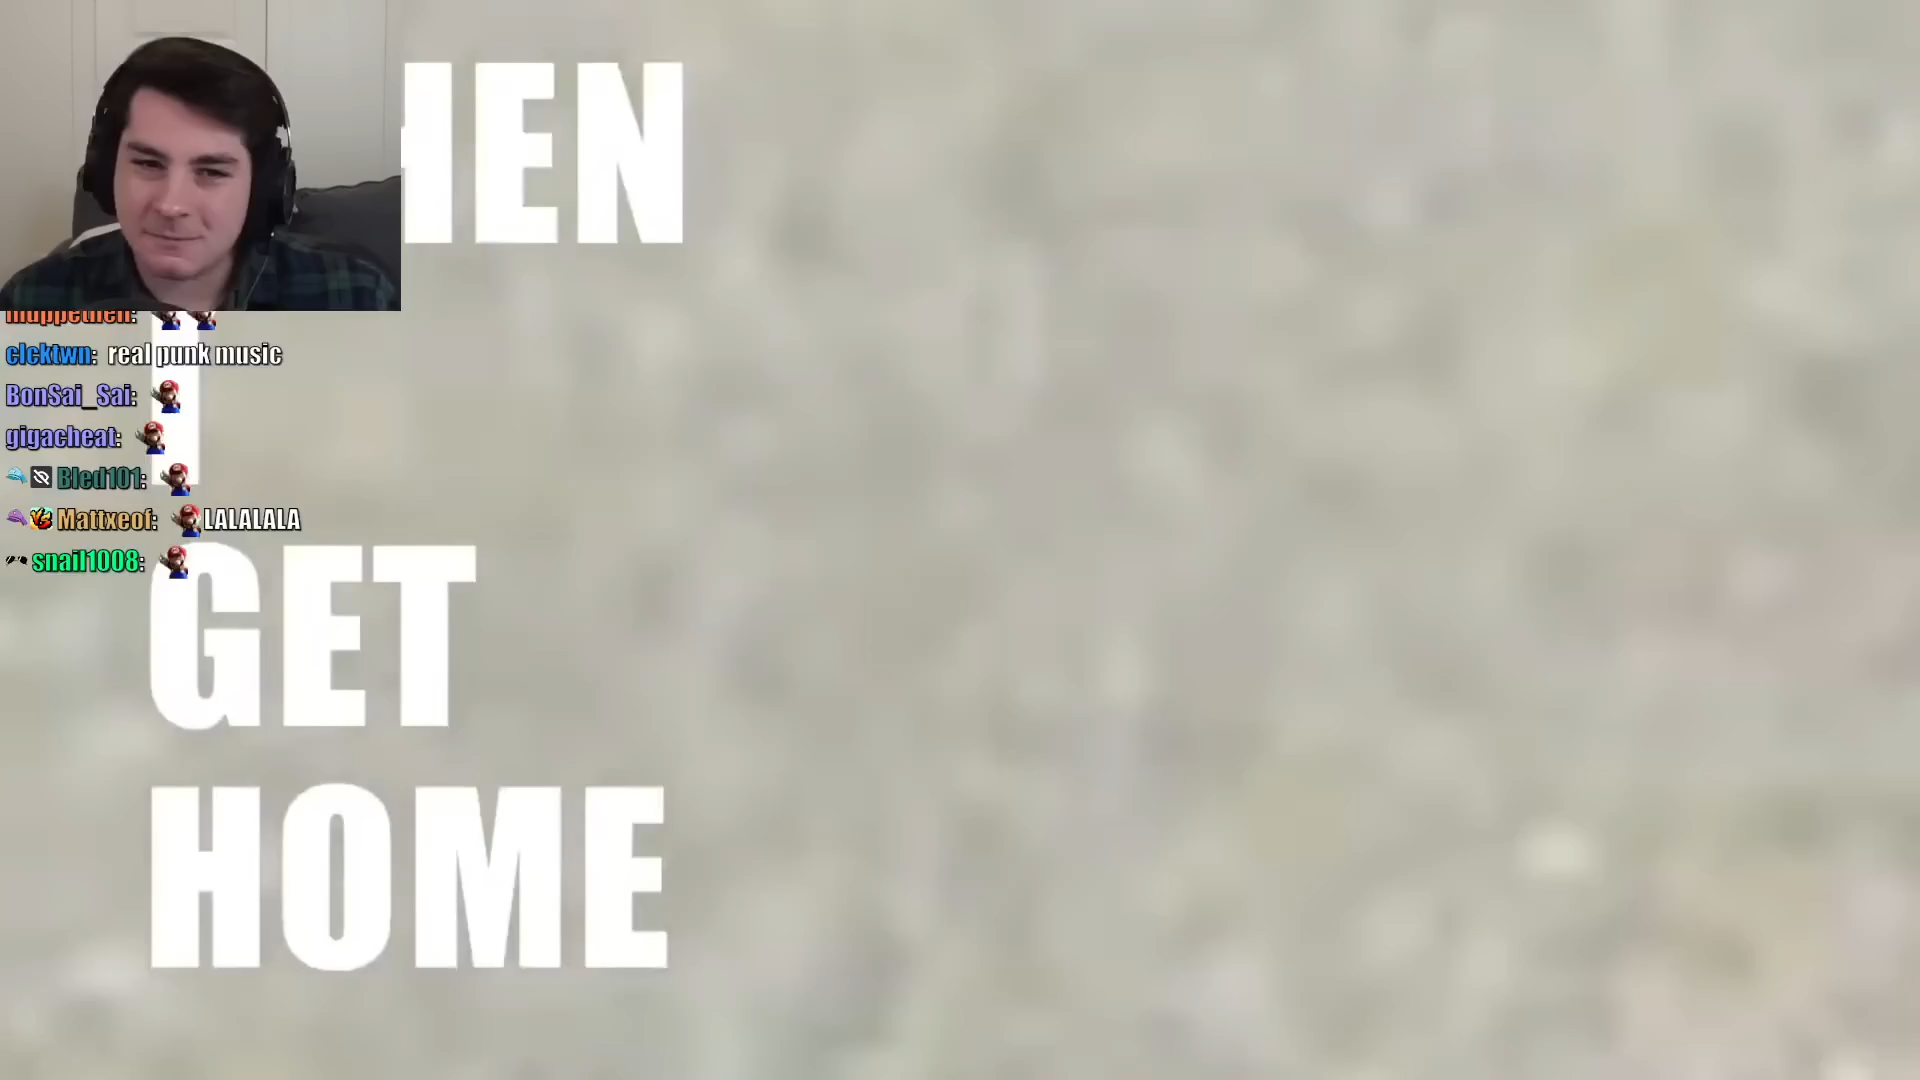 HEN
I
GET
HOME
clcktwn: real punk music
BonSai_Sai:
gigacheat:
Bled101:
Mattxeof: LALALALA
snail1008: